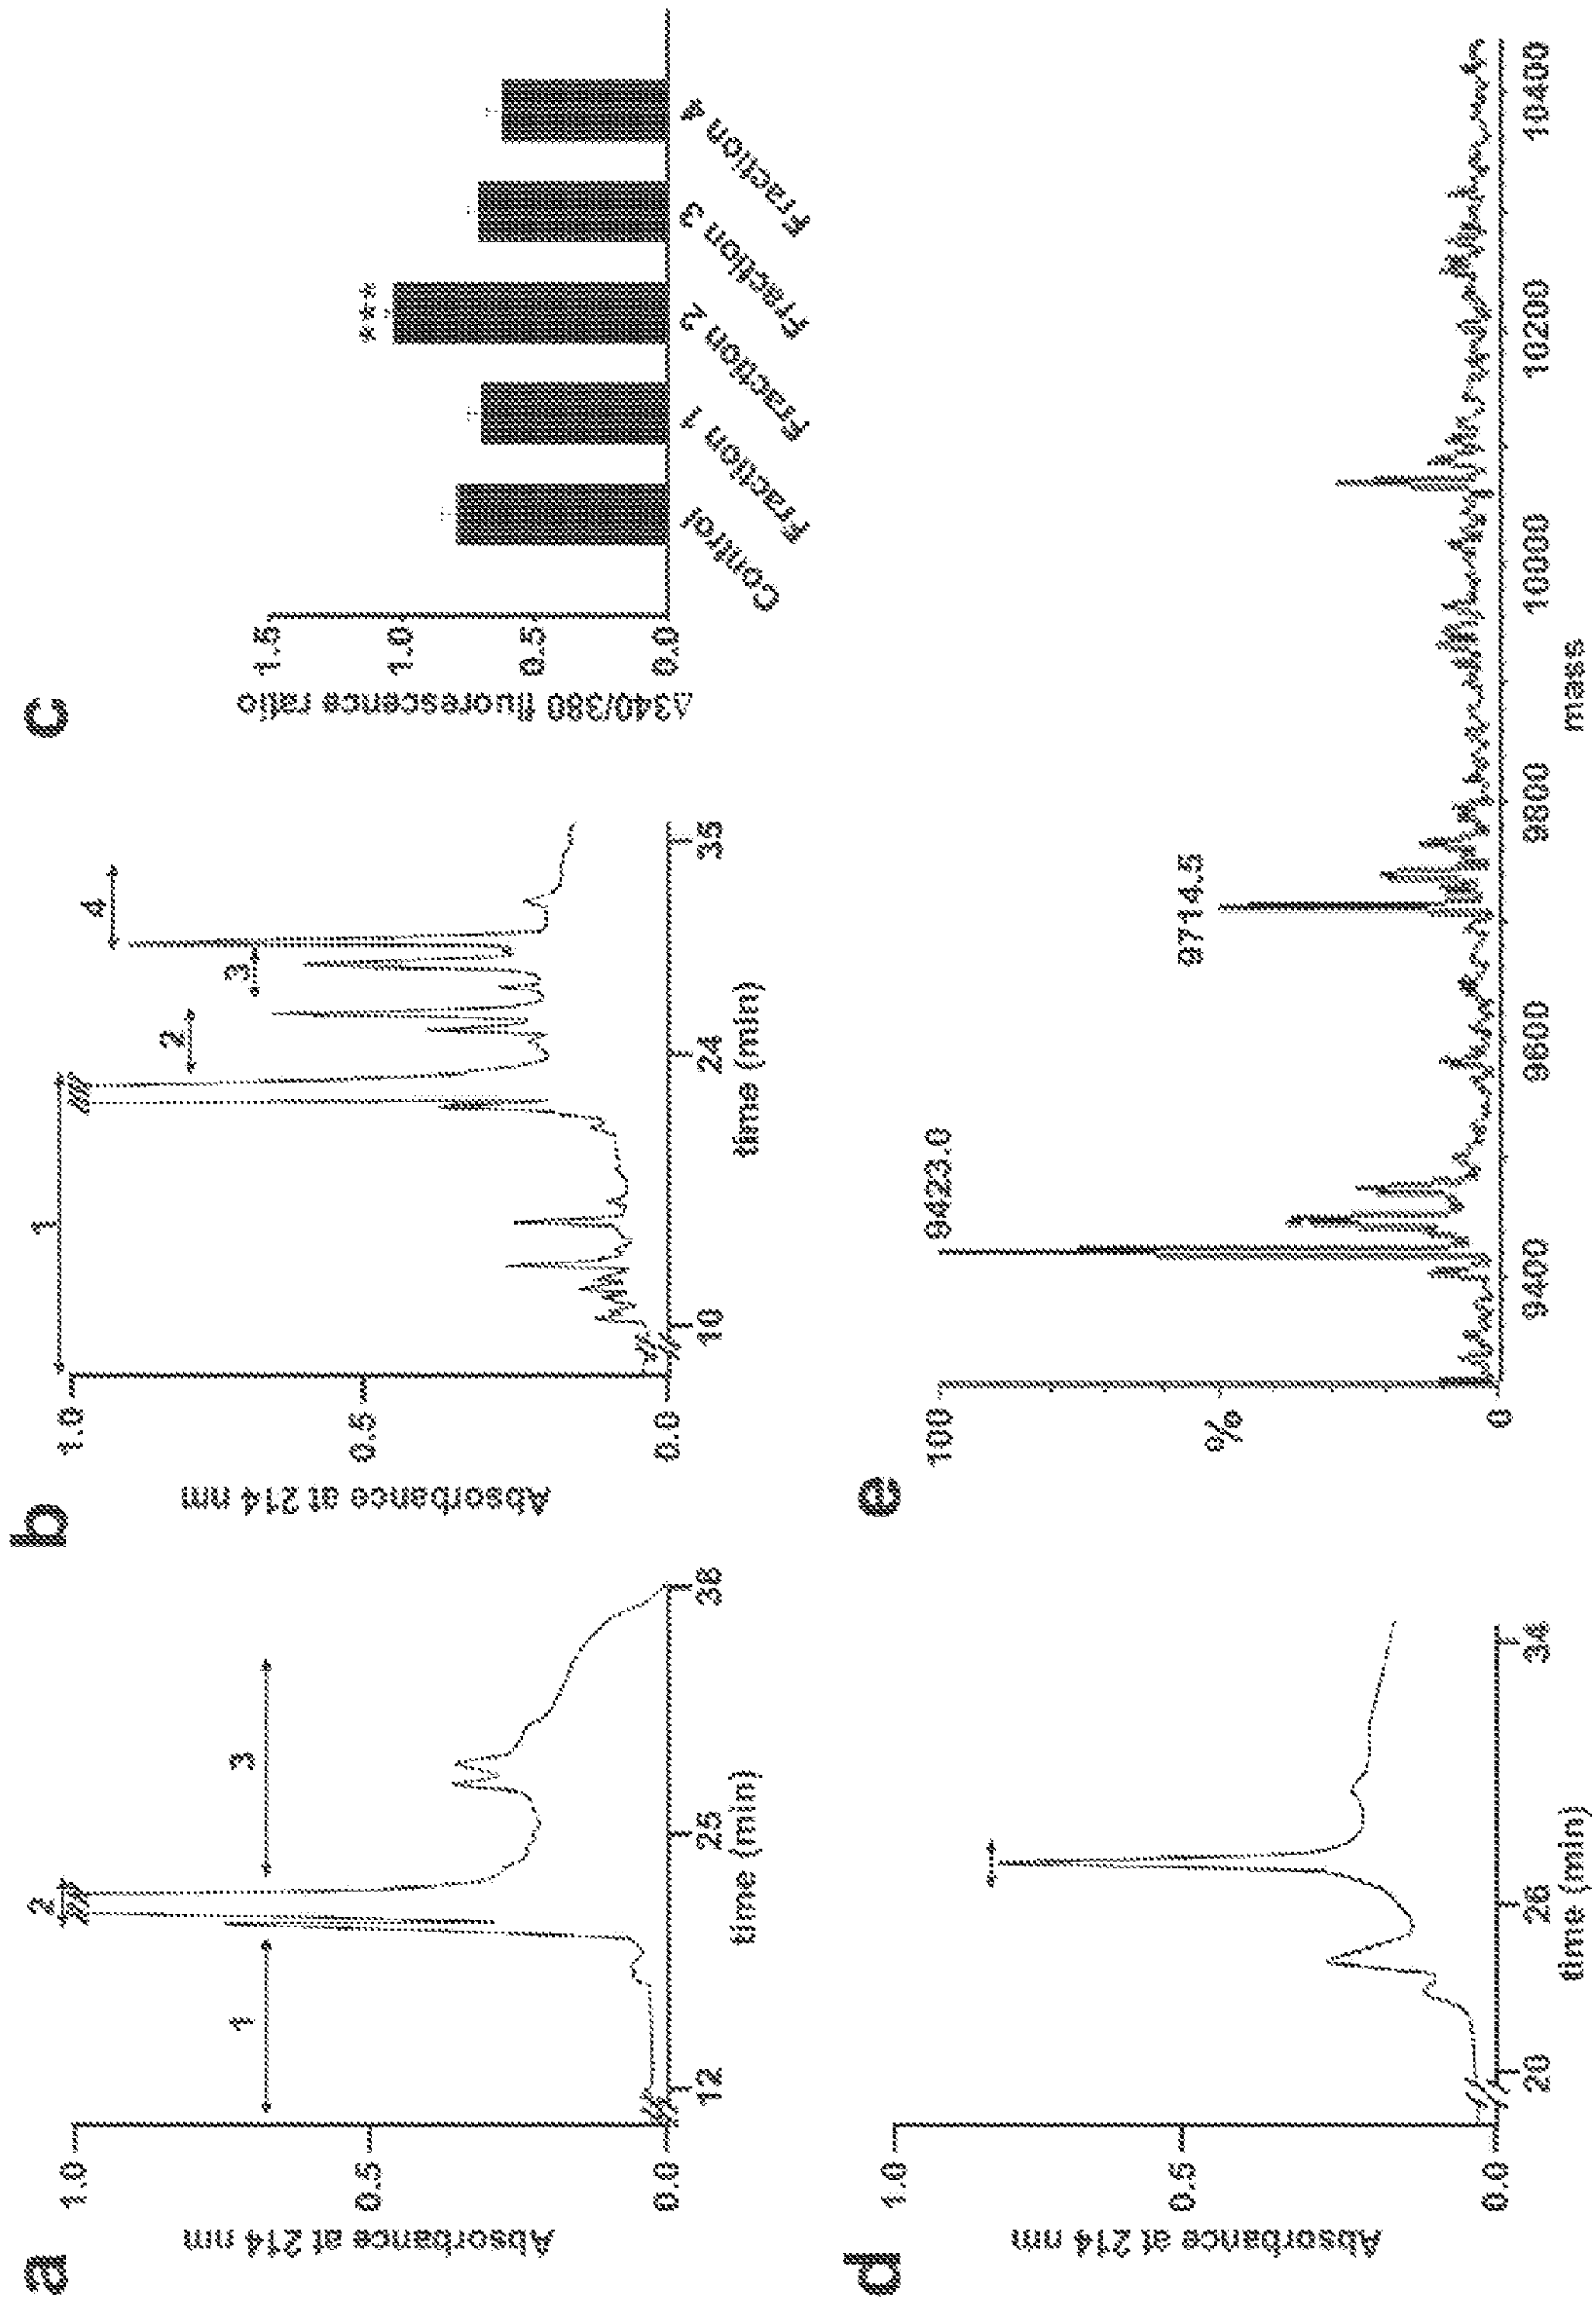 a
Absorbance at 214 nm
1.0
0.5
0.0
1
2
3
12
25
38
time (min)
b
Absorbance at 214 nm
1.0
0.5
0.0
1
2
3
4
10
24
35
time (min)
c
Δ340/380 fluorescence ratio
1.5
1.0
0.5
0.0
***
Control
Fraction 1
Fraction 2
Fraction 3
Fraction 4
d
Absorbance at 214 nm
1.0
0.5
0.0
20
26
34
time (min)
e
100
%
0
9423.0
9714.5
9400
9600
9800
10000
10200
10400
mass